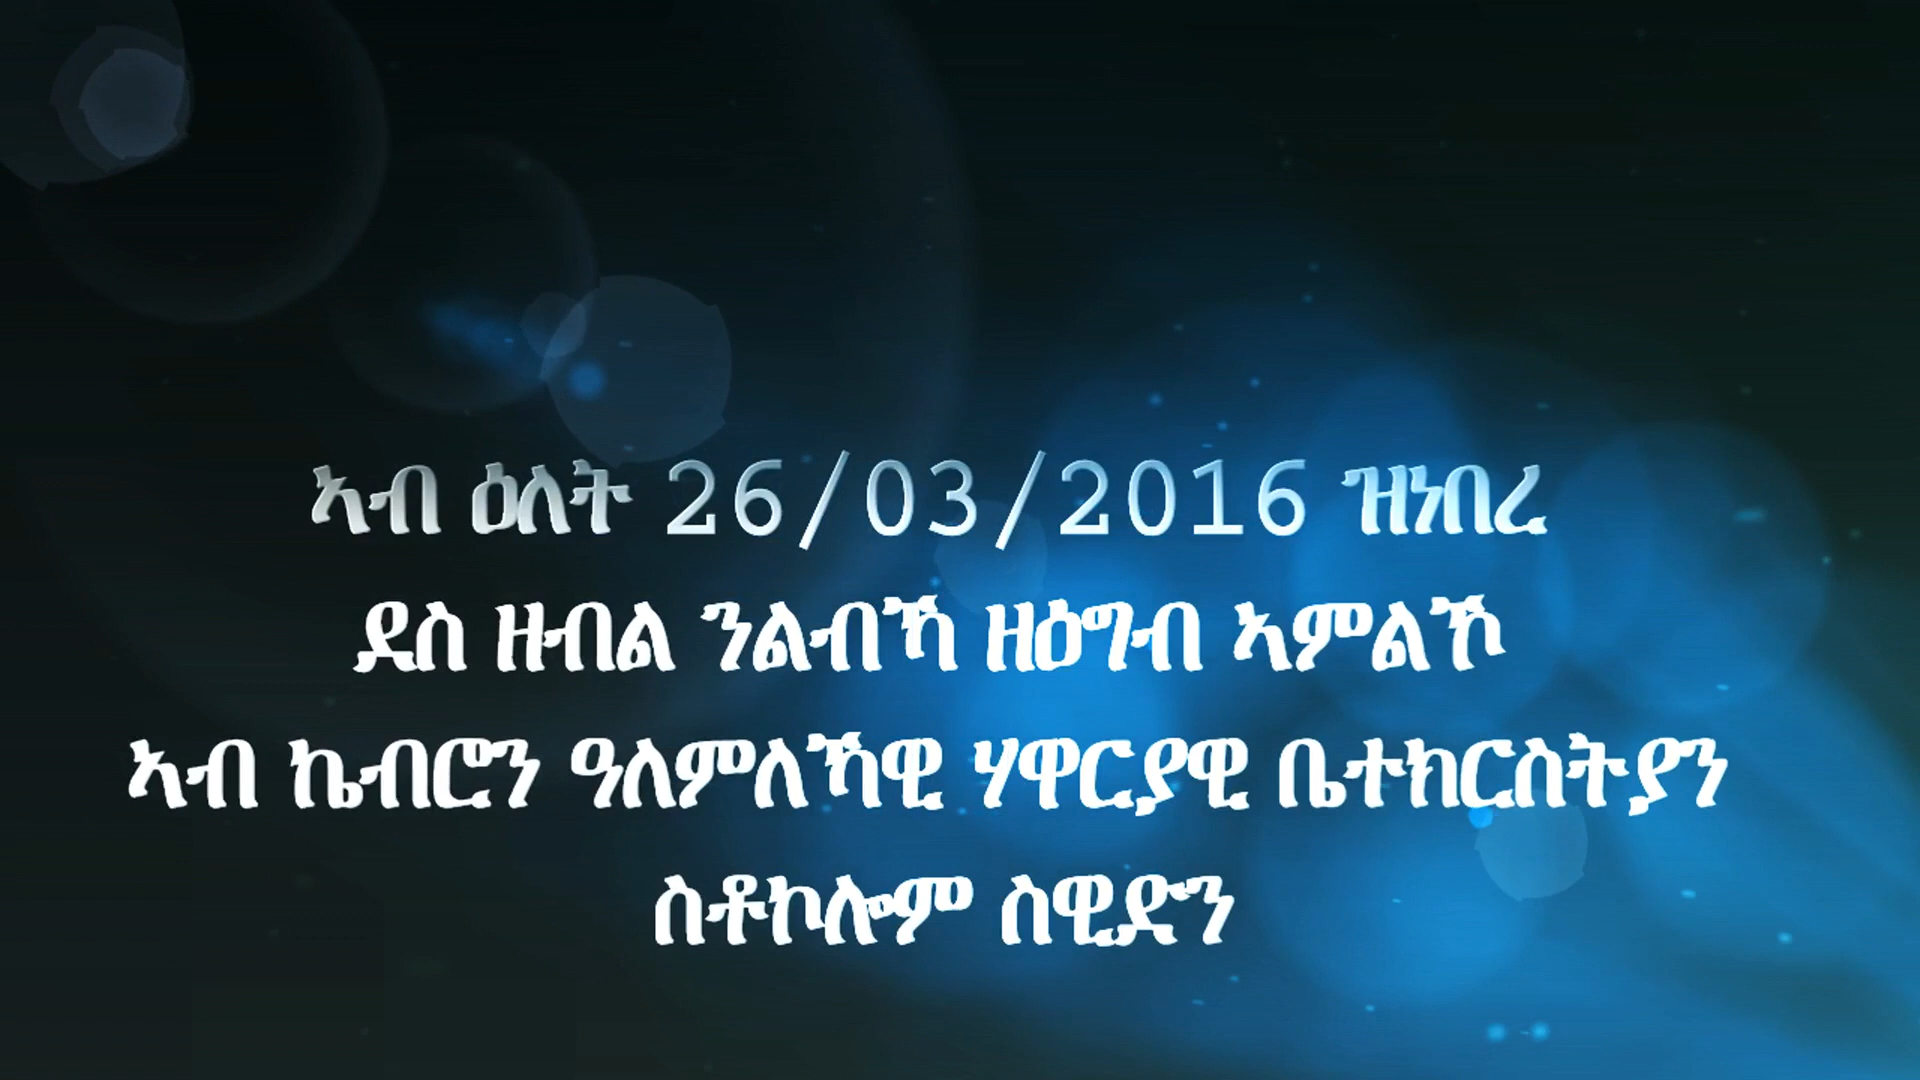 ኣብ ዕለት 26/03/2016 ዝነበረ
ደስ ዘብል ንልብኻ ዘዕግብ ኣምልኾ
ኣብ ኬብሮን ዓለምለኻዊ ሃዋርያዊ ቤተክርስትያን
ስቶኮሎም ስዊድን